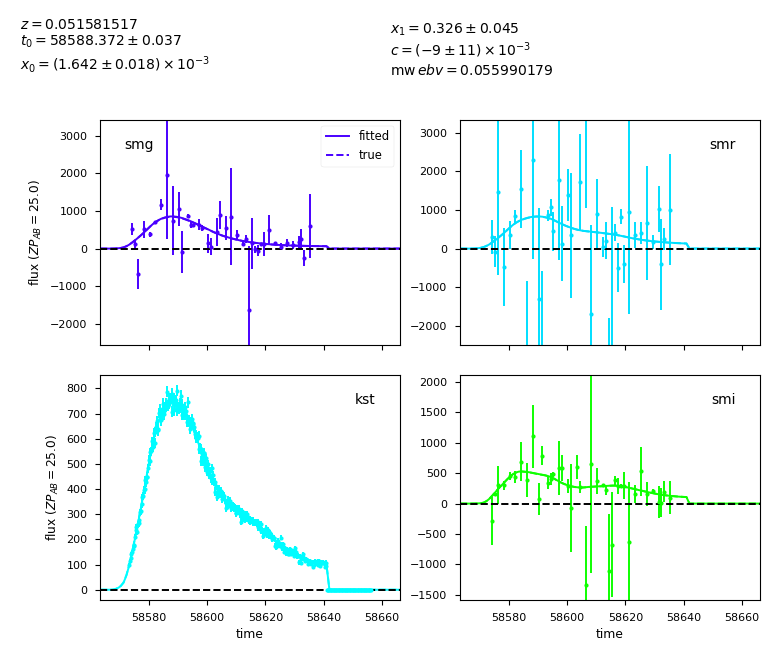 z = 0.051581517
t₀ = 58588.372 ± 0.037
x₀ = (1.642 ± 0.018) × 10⁻³
x₁ = 0.326 ± 0.045
c = (−9 ± 11) × 10⁻³
mw ebv = 0.055990179
smg
fitted
true
3000
2000
1000
0
−1000
−2000
flux (ZP_AB = 25.0)
smr
3000
2000
1000
0
−1000
−2000
kst
800
700
600
500
400
300
200
100
0
flux (ZP_AB = 25.0)
58580 58600 58620 58640 58660
time
smi
2000
1500
1000
500
0
−500
−1000
−1500
58580 58600 58620 58640 58660
time